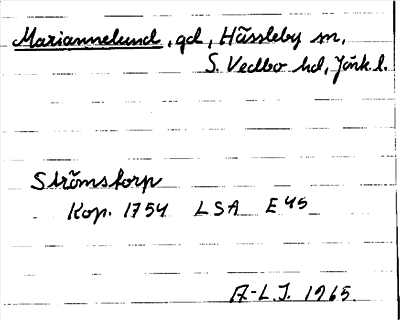 Mariannelund, gd, Hässleby sn,
S. Vedbo hd, Jönk l.
Strömstorp
Kop. 1754 LSA E45
A-L.J. 1965.